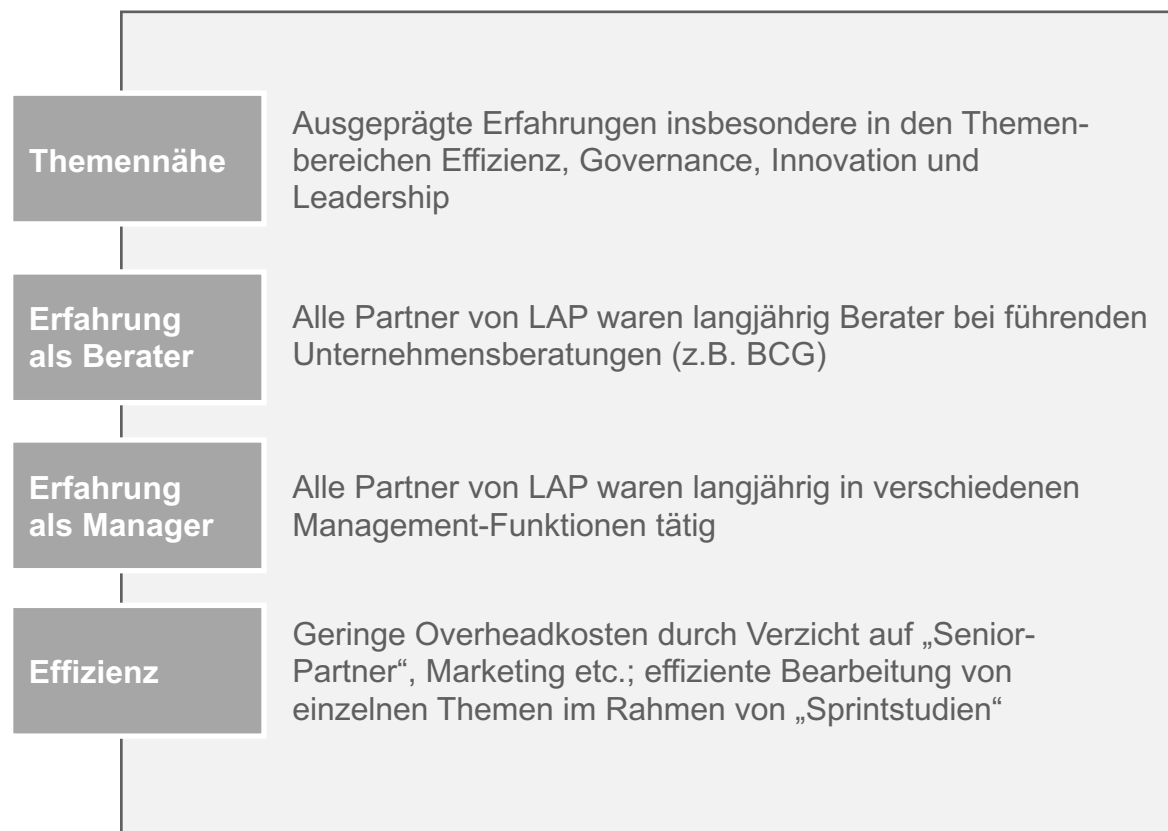 Themennähe
Ausgeprägte Erfahrungen insbesondere in den Themen-
bereichen Effizienz, Governance, Innovation und
Leadership
Erfahrung
als Berater
Alle Partner von LAP waren langjährig Berater bei führenden
Unternehmensberatungen (z.B. BCG)
Erfahrung
als Manager
Alle Partner von LAP waren langjährig in verschiedenen
Management-Funktionen tätig
Effizienz
Geringe Overheadkosten durch Verzicht auf „Senior-
Partner“, Marketing etc.; effiziente Bearbeitung von
einzelnen Themen im Rahmen von „Sprintstudien“